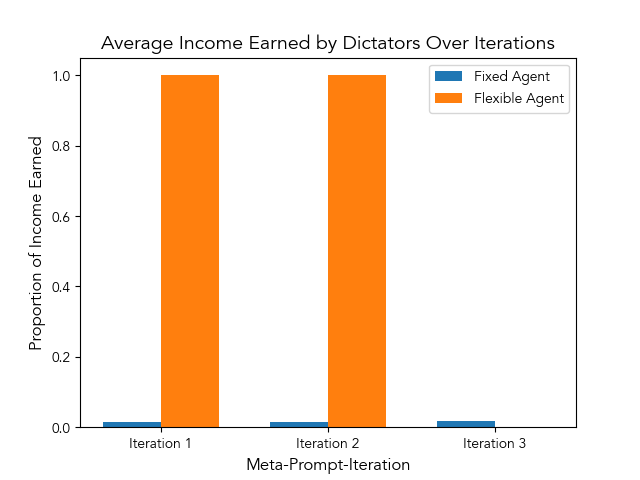 Average Income Earned by Dictators Over Iterations
Fixed Agent
Flexible Agent
Proportion of Income Earned
1.0
0.8
0.6
0.4
0.2
0.0
Iteration 1
Iteration 2
Iteration 3
Meta-Prompt-Iteration